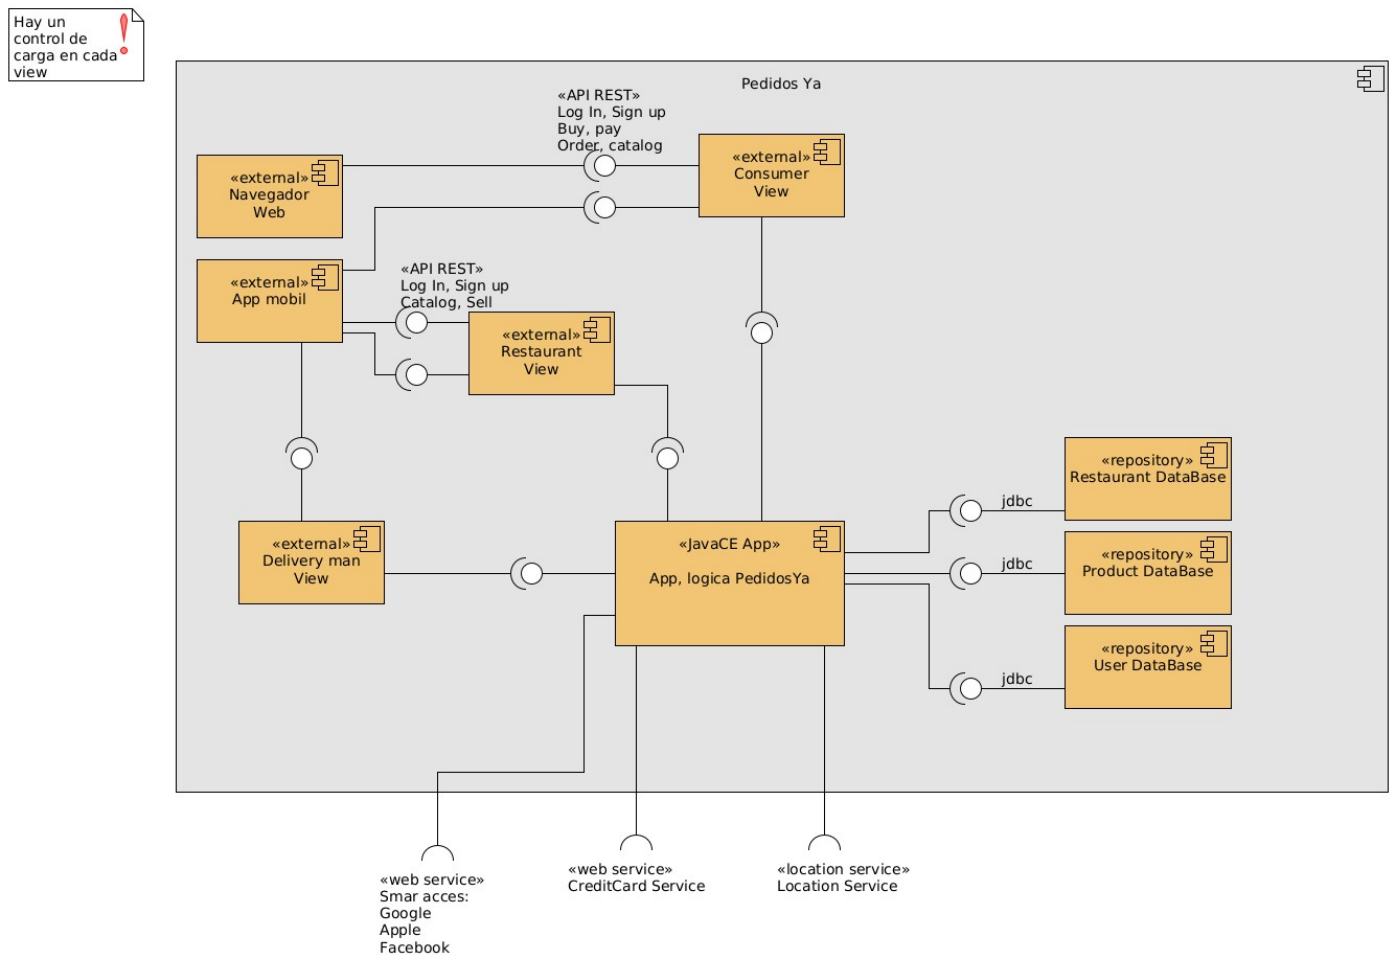 Hay un
control de
carga en cada
view
Pedidos Ya
«API REST»
Log In, Sign up
Buy, pay
Order, catalog
«external»
Navegador
Web
«external»
Consumer
View
«external»
App mobil
«API REST»
Log In, Sign up
Catalog, Sell
«external»
Restaurant
View
«external»
Delivery man
View
«JavaCE App»
App, logica PedidosYa
jdbc
«repository»
Restaurant DataBase
jdbc
«repository»
Product DataBase
jdbc
«repository»
User DataBase
«web service»
Smar acces:
Google
Apple
Facebook
«web service»
CreditCard Service
«location service»
Location Service